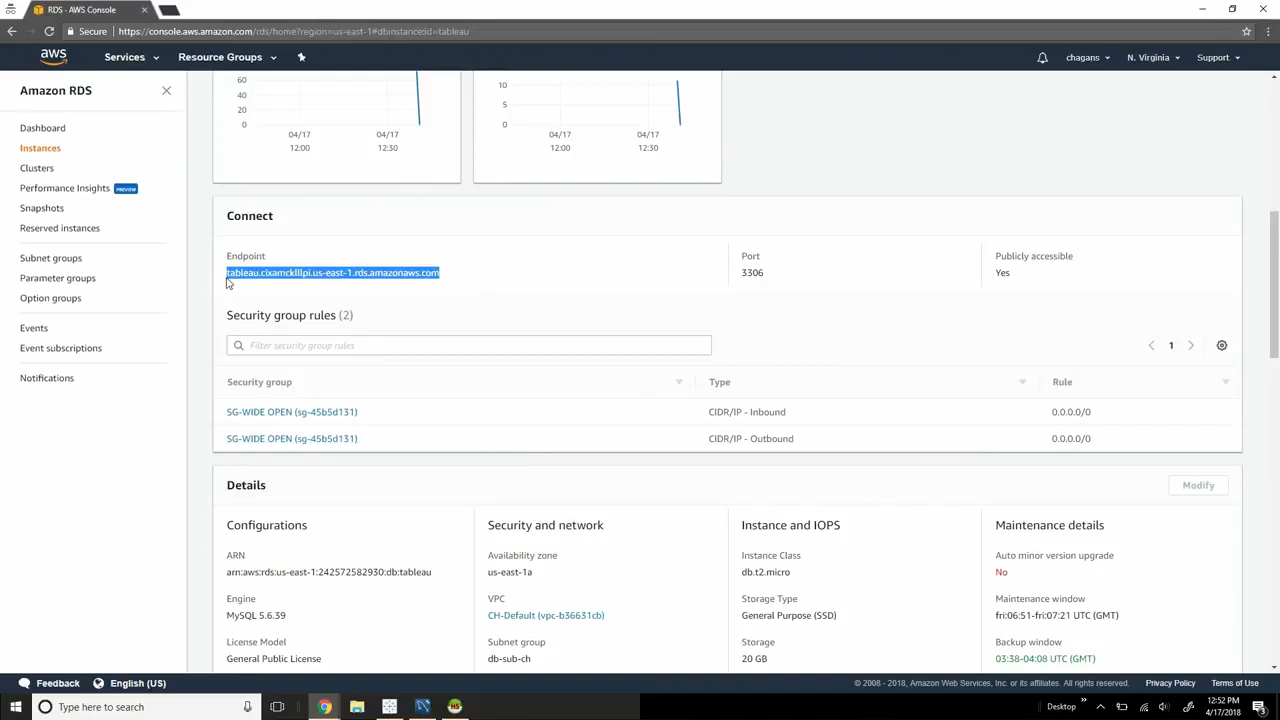 RDS - AWS Console
Secure https://console.aws.amazon.com/rds/home?region=us-east-1#dbinstance:id=tableau
aws Services Resource Groups chagans N. Virginia Support
Amazon RDS
Dashboard
Instances
Clusters
Performance Insights PREVIEW
Snapshots
Reserved instances
Subnet groups
Parameter groups
Option groups
Events
Event subscriptions
Notifications
60
40
20
0
04/17 04/17
12:00 12:30
10
5
0
04/17 04/17
12:00 12:30
Connect
Endpoint Port Publicly accessible
tableau.cixamcklllpi.us-east-1.rds.amazonaws.com 3306 Yes
Security group rules (2)
Filter security group rules 1
Security group Type Rule
SG-WIDE OPEN (sg-45b5d131) CIDR/IP - Inbound 0.0.0.0/0
SG-WIDE OPEN (sg-45b5d131) CIDR/IP - Outbound 0.0.0.0/0
Details Modify
Configurations
ARN
arn:aws:rds:us-east-1:242572582930:db:tableau
Engine
MySQL 5.6.39
License Model
General Public License
Security and network
Availability zone
us-east-1a
VPC
CH-Default (vpc-b36631cb)
Subnet group
db-sub-ch
Instance and IOPS
Instance Class
db.t2.micro
Storage Type
General Purpose (SSD)
Storage
20 GB
Maintenance details
Auto minor version upgrade
No
Maintenance window
fri:06:51-fri:07:21 UTC (GMT)
Backup window
03:38-04:08 UTC (GMT)
Feedback English (US) © 2008 - 2018, Amazon Web Services, Inc. or its affiliates. All rights reserved. Privacy Policy Terms of Use
Type here to search HS Desktop 12:52 PM
4/17/2018 3